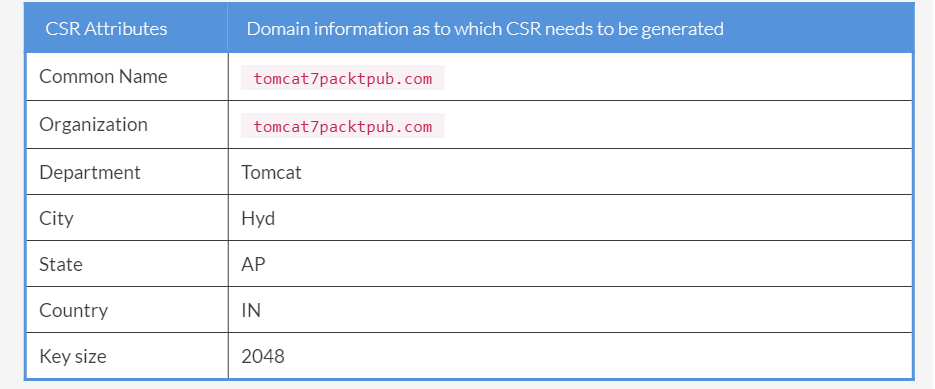 CSR Attributes Domain information as to which CSR needs to be generated
Common Name tomcat7packtpub.com
Organization tomcat7packtpub.com
Department Tomcat
City Hyd
State AP
Country IN
Key size 2048